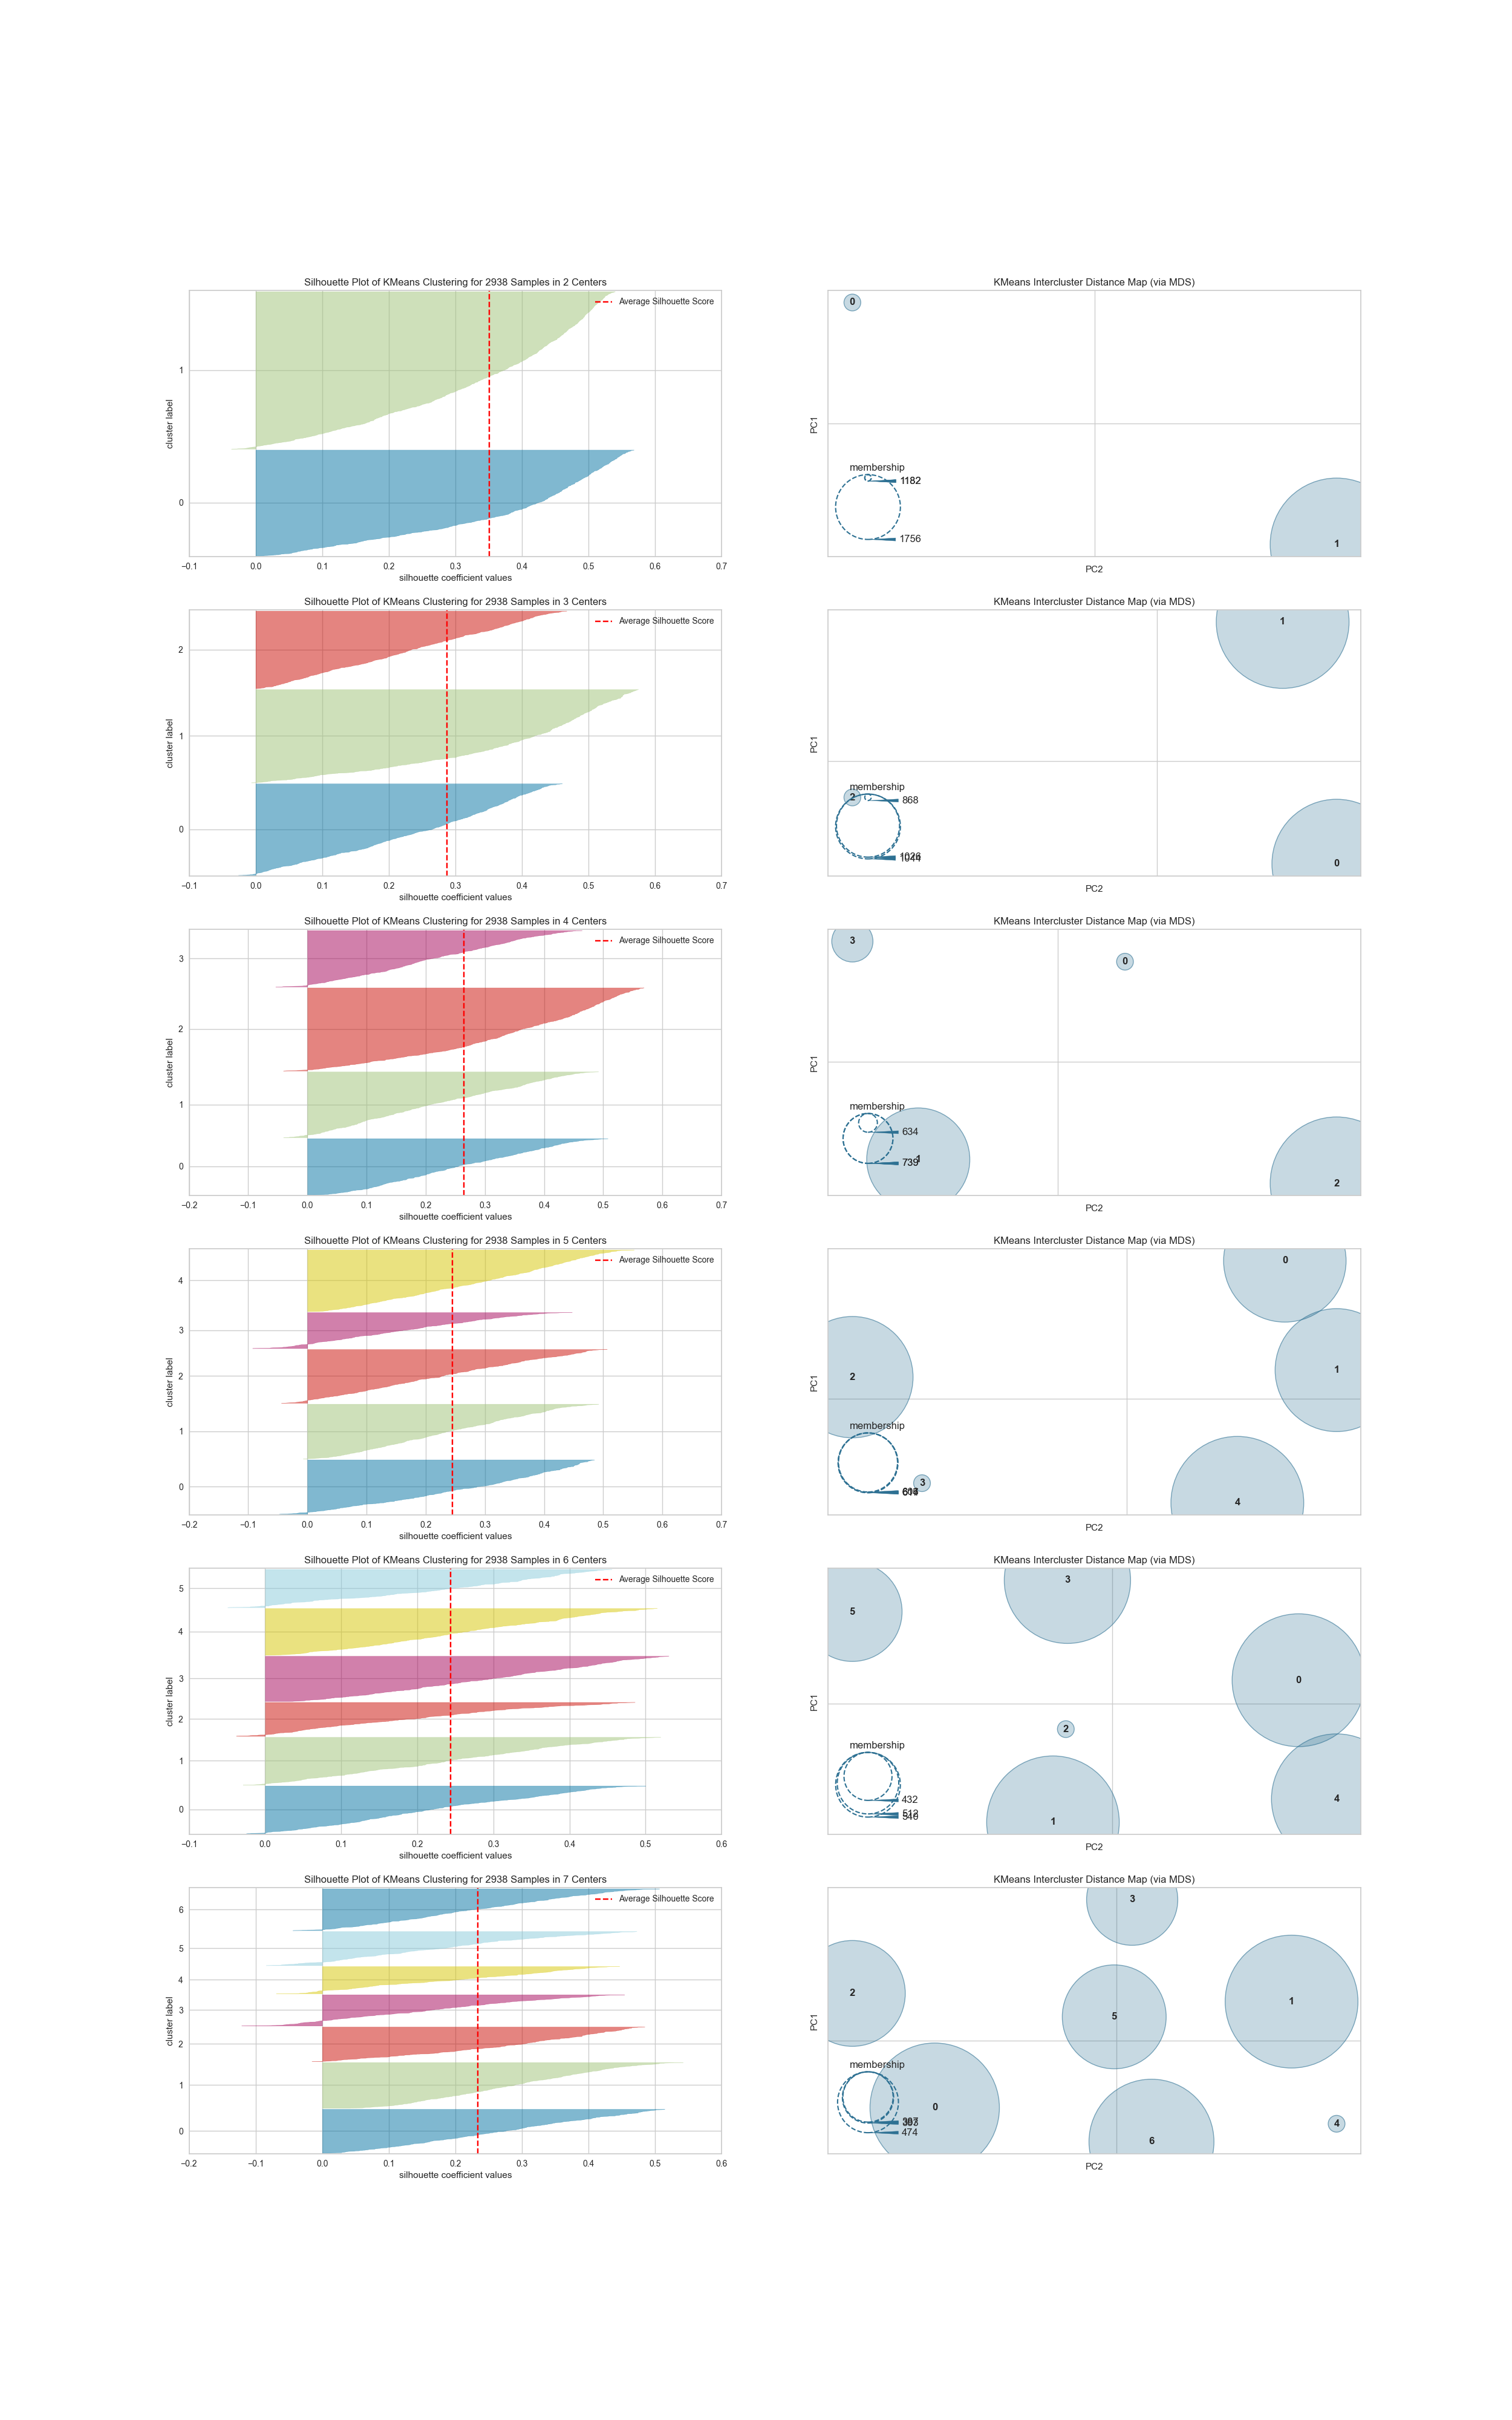 Silhouette Plot of KMeans Clustering for 2938 Samples in 2 Centers
Average Silhouette Score
cluster label
1
0
−0.1 0.0 0.1 0.2 0.3 0.4 0.5 0.6 0.7
silhouette coefficient values
KMeans Intercluster Distance Map (via MDS)
0
PC1
membership
1182
1756
1
PC2
Silhouette Plot of KMeans Clustering for 2938 Samples in 3 Centers
Average Silhouette Score
cluster label
2
1
0
−0.1 0.0 0.1 0.2 0.3 0.4 0.5 0.6 0.7
silhouette coefficient values
KMeans Intercluster Distance Map (via MDS)
1
PC1
membership
2
868
1026
1044
0
PC2
Silhouette Plot of KMeans Clustering for 2938 Samples in 4 Centers
Average Silhouette Score
cluster label
3
2
1
0
−0.2 −0.1 0.0 0.1 0.2 0.3 0.4 0.5 0.6 0.7
silhouette coefficient values
KMeans Intercluster Distance Map (via MDS)
3
0
PC1
membership
634
739
1
2
PC2
Silhouette Plot of KMeans Clustering for 2938 Samples in 5 Centers
Average Silhouette Score
cluster label
4
3
2
1
0
−0.2 −0.1 0.0 0.1 0.2 0.3 0.4 0.5 0.6 0.7
silhouette coefficient values
KMeans Intercluster Distance Map (via MDS)
0
1
2
PC1
membership
3
4
PC2
Silhouette Plot of KMeans Clustering for 2938 Samples in 6 Centers
Average Silhouette Score
cluster label
5
4
3
2
1
0
−0.1 0.0 0.1 0.2 0.3 0.4 0.5 0.6
silhouette coefficient values
KMeans Intercluster Distance Map (via MDS)
3
5
0
PC1
2
membership
432
512
546
4
1
PC2
Silhouette Plot of KMeans Clustering for 2938 Samples in 7 Centers
Average Silhouette Score
cluster label
6
5
4
3
2
1
0
−0.2 −0.1 0.0 0.1 0.2 0.3 0.4 0.5 0.6
silhouette coefficient values
KMeans Intercluster Distance Map (via MDS)
3
2
1
5
PC1
membership
0
474
4
6
PC2